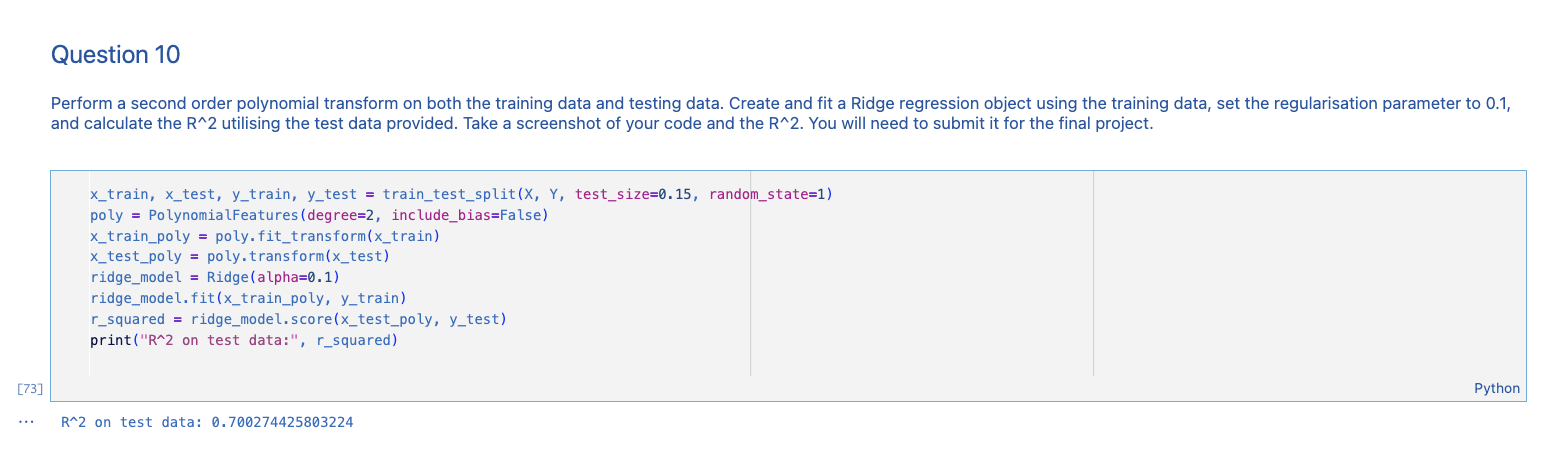 Question 10
Perform a second order polynomial transform on both the training data and testing data. Create and fit a Ridge regression object using the training data, set the regularisation parameter to 0.1,
and calculate the R^2 utilising the test data provided. Take a screenshot of your code and the R^2. You will need to submit it for the final project.
x_train, x_test, y_train, y_test = train_test_split(X, Y, test_size=0.15, random_state=1)
poly = PolynomialFeatures(degree=2, include_bias=False)
x_train_poly = poly.fit_transform(x_train)
x_test_poly = poly.transform(x_test)
ridge_model = Ridge(alpha=0.1)
ridge_model.fit(x_train_poly, y_train)
r_squared = ridge_model.score(x_test_poly, y_test)
print("R^2 on test data:", r_squared)
[73]
Python
... R^2 on test data: 0.700274425803224